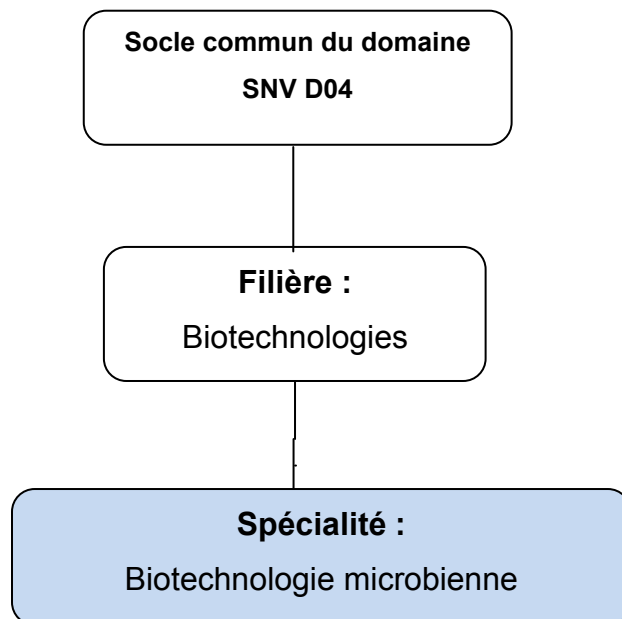 Socle commun du domaine
SNV D04
Filière :
Biotechnologies
Spécialité :
Biotechnologie microbienne